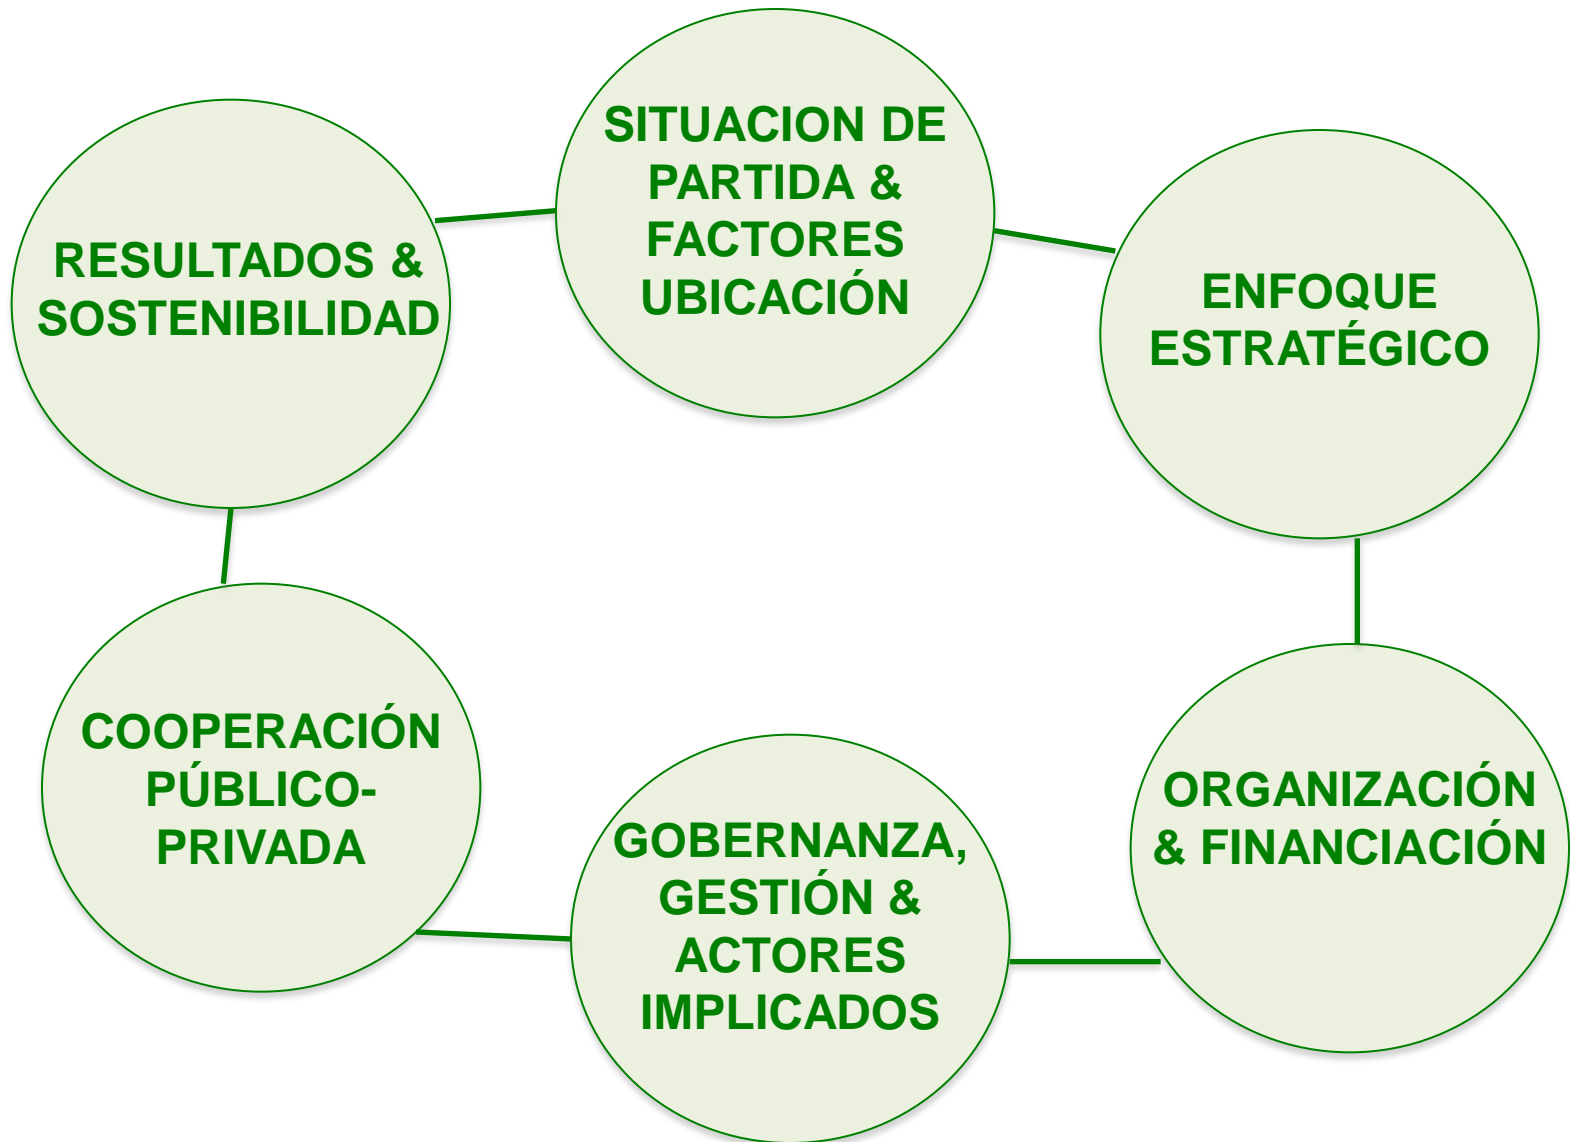 SITUACION DE
PARTIDA &
FACTORES
UBICACIÓN
ENFOQUE
ESTRATÉGICO
ORGANIZACIÓN
& FINANCIACIÓN
GOBERNANZA,
GESTIÓN &
ACTORES
IMPLICADOS
COOPERACIÓN
PÚBLICO-
PRIVADA
RESULTADOS &
SOSTENIBILIDAD